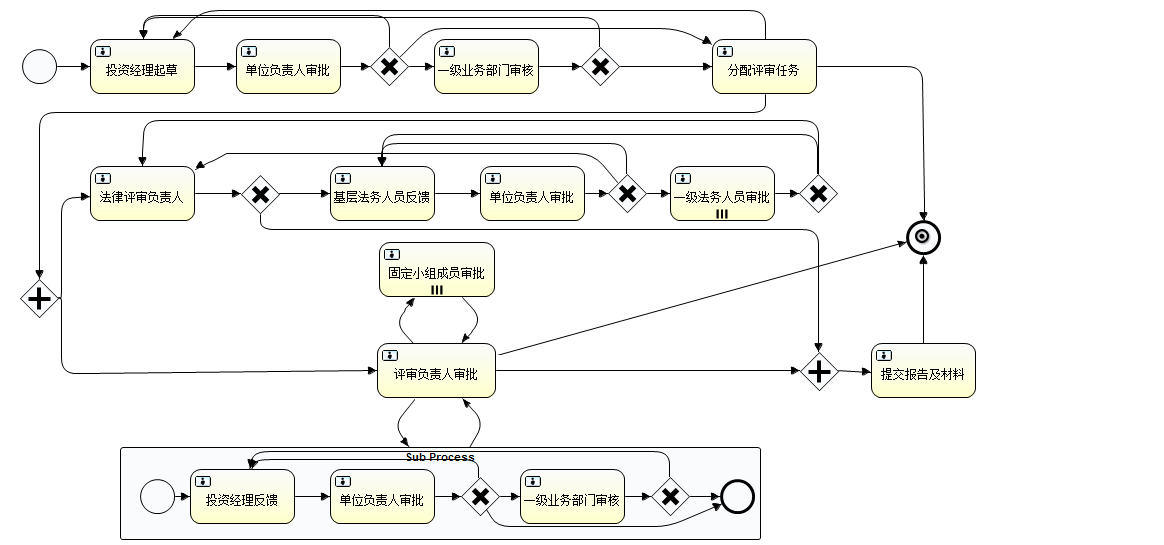 投资经理起草
单位负责人审批
一级业务部门审核
分配评审任务
法律评审负责人
基层法务人员反馈
单位负责人审批
一级法务人员审批
固定小组成员审批
评审负责人审批
提交报告及材料
Sub Process
投资经理反馈
单位负责人审批
一级业务部门审核